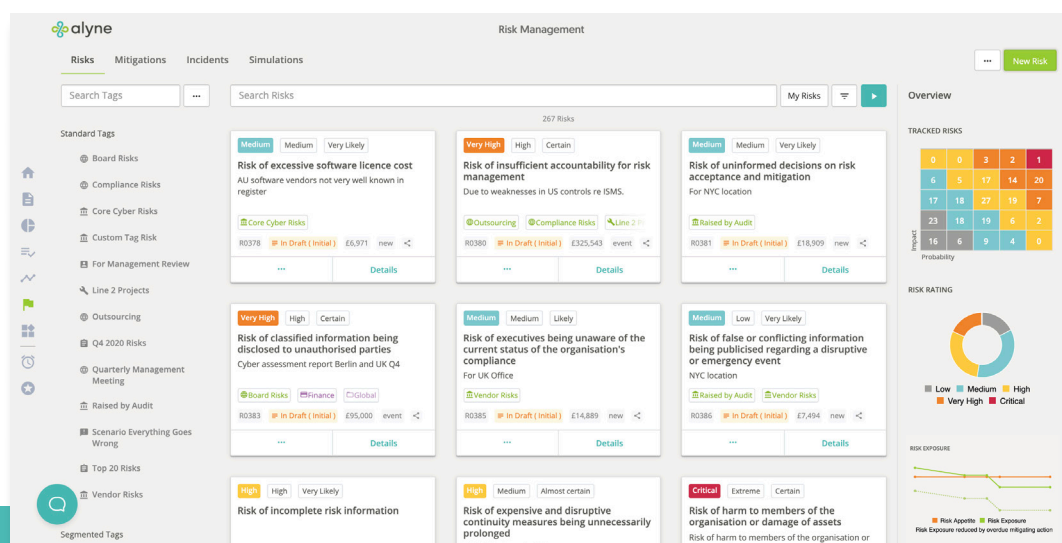 alyne
Risk Management
Risks Mitigations Incidents Simulations
... New Risk
Search Tags ...
Search Risks
My Risks
267 Risks
Standard Tags
Board Risks
Compliance Risks
Core Cyber Risks
Custom Tag Risk
For Management Review
Line 2 Projects
Outsourcing
Q4 2020 Risks
Quarterly Management
Meeting
Raised by Audit
Scenario Everything Goes
Wrong
Top 20 Risks
Vendor Risks
Segmented Tags
Medium Medium Very Likely
Risk of excessive software licence cost
AU software vendors not very well known in
register
Core Cyber Risks
R0378 In Draft ( Initial ) £6,971 new
... Details
Very High High Certain
Risk of insufficient accountability for risk
management
Due to weaknesses in US controls re ISMS.
Outsourcing Compliance Risks Line 2
R0380 In Draft ( Initial ) £325,543 event
... Details
Medium Medium Very Likely
Risk of uninformed decisions on risk
acceptance and mitigation
For NYC location
Raised by Audit
R0381 In Draft ( Initial ) £18,909 new
... Details
Very High High Certain
Risk of classified information being
disclosed to unauthorised parties
Cyber assessment report Berlin and UK Q4
Board Risks Finance Global
R0383 In Draft ( Initial ) £95,000 event
... Details
Medium Medium Likely
Risk of executives being unaware of the
current status of the organisation's
compliance
For UK Office
Vendor Risks
R0385 In Draft ( Initial ) £14,889 new
... Details
Medium Low Very Likely
Risk of false or conflicting information
being publicised regarding a disruptive
or emergency event
NYC location
Raised by Audit Vendor Risks
R0386 In Draft ( Initial ) £7,494 new
... Details
High High Very Likely
Risk of incomplete risk information
High Medium Almost certain
Risk of expensive and disruptive
continuity measures being unnecessarily
prolonged
Critical Extreme Certain
Risk of harm to members of the
organisation or damage of assets
Risk of harm to members of the organisation or
Overview
TRACKED RISKS
0 0 3 2 1
6 5 17 14 20
17 18 27 19 7
23 18 19 6 2
16 6 9 4 0
Impact
Probability
RISK RATING
Low Medium High
Very High Critical
RISK EXPOSURE
Risk Appetite Risk Exposure
Risk Exposure reduced by overdue mitigating action